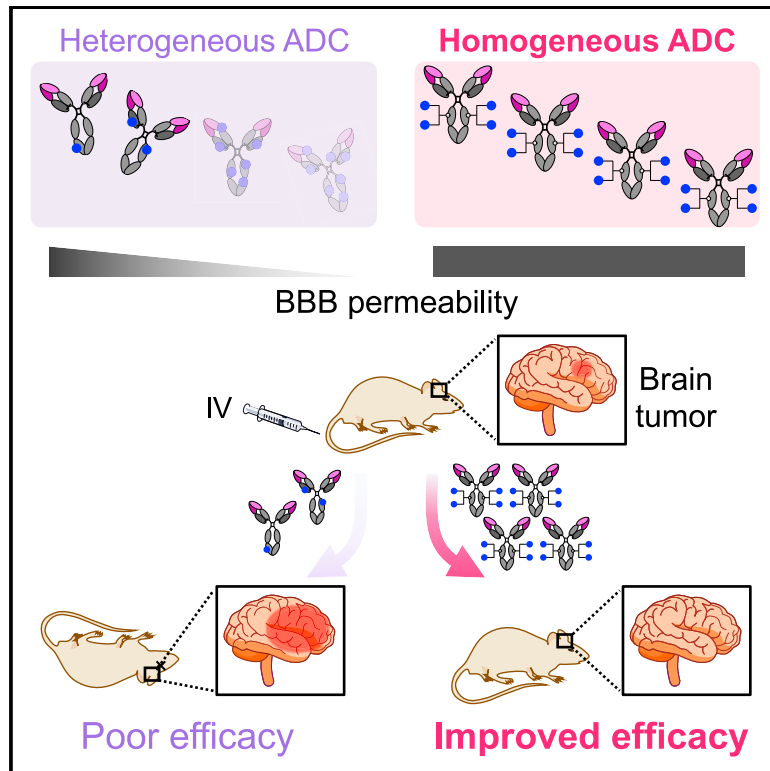 Heterogeneous ADC
Homogeneous ADC
BBB permeability
IV
Brain
tumor
Poor efficacy
Improved efficacy